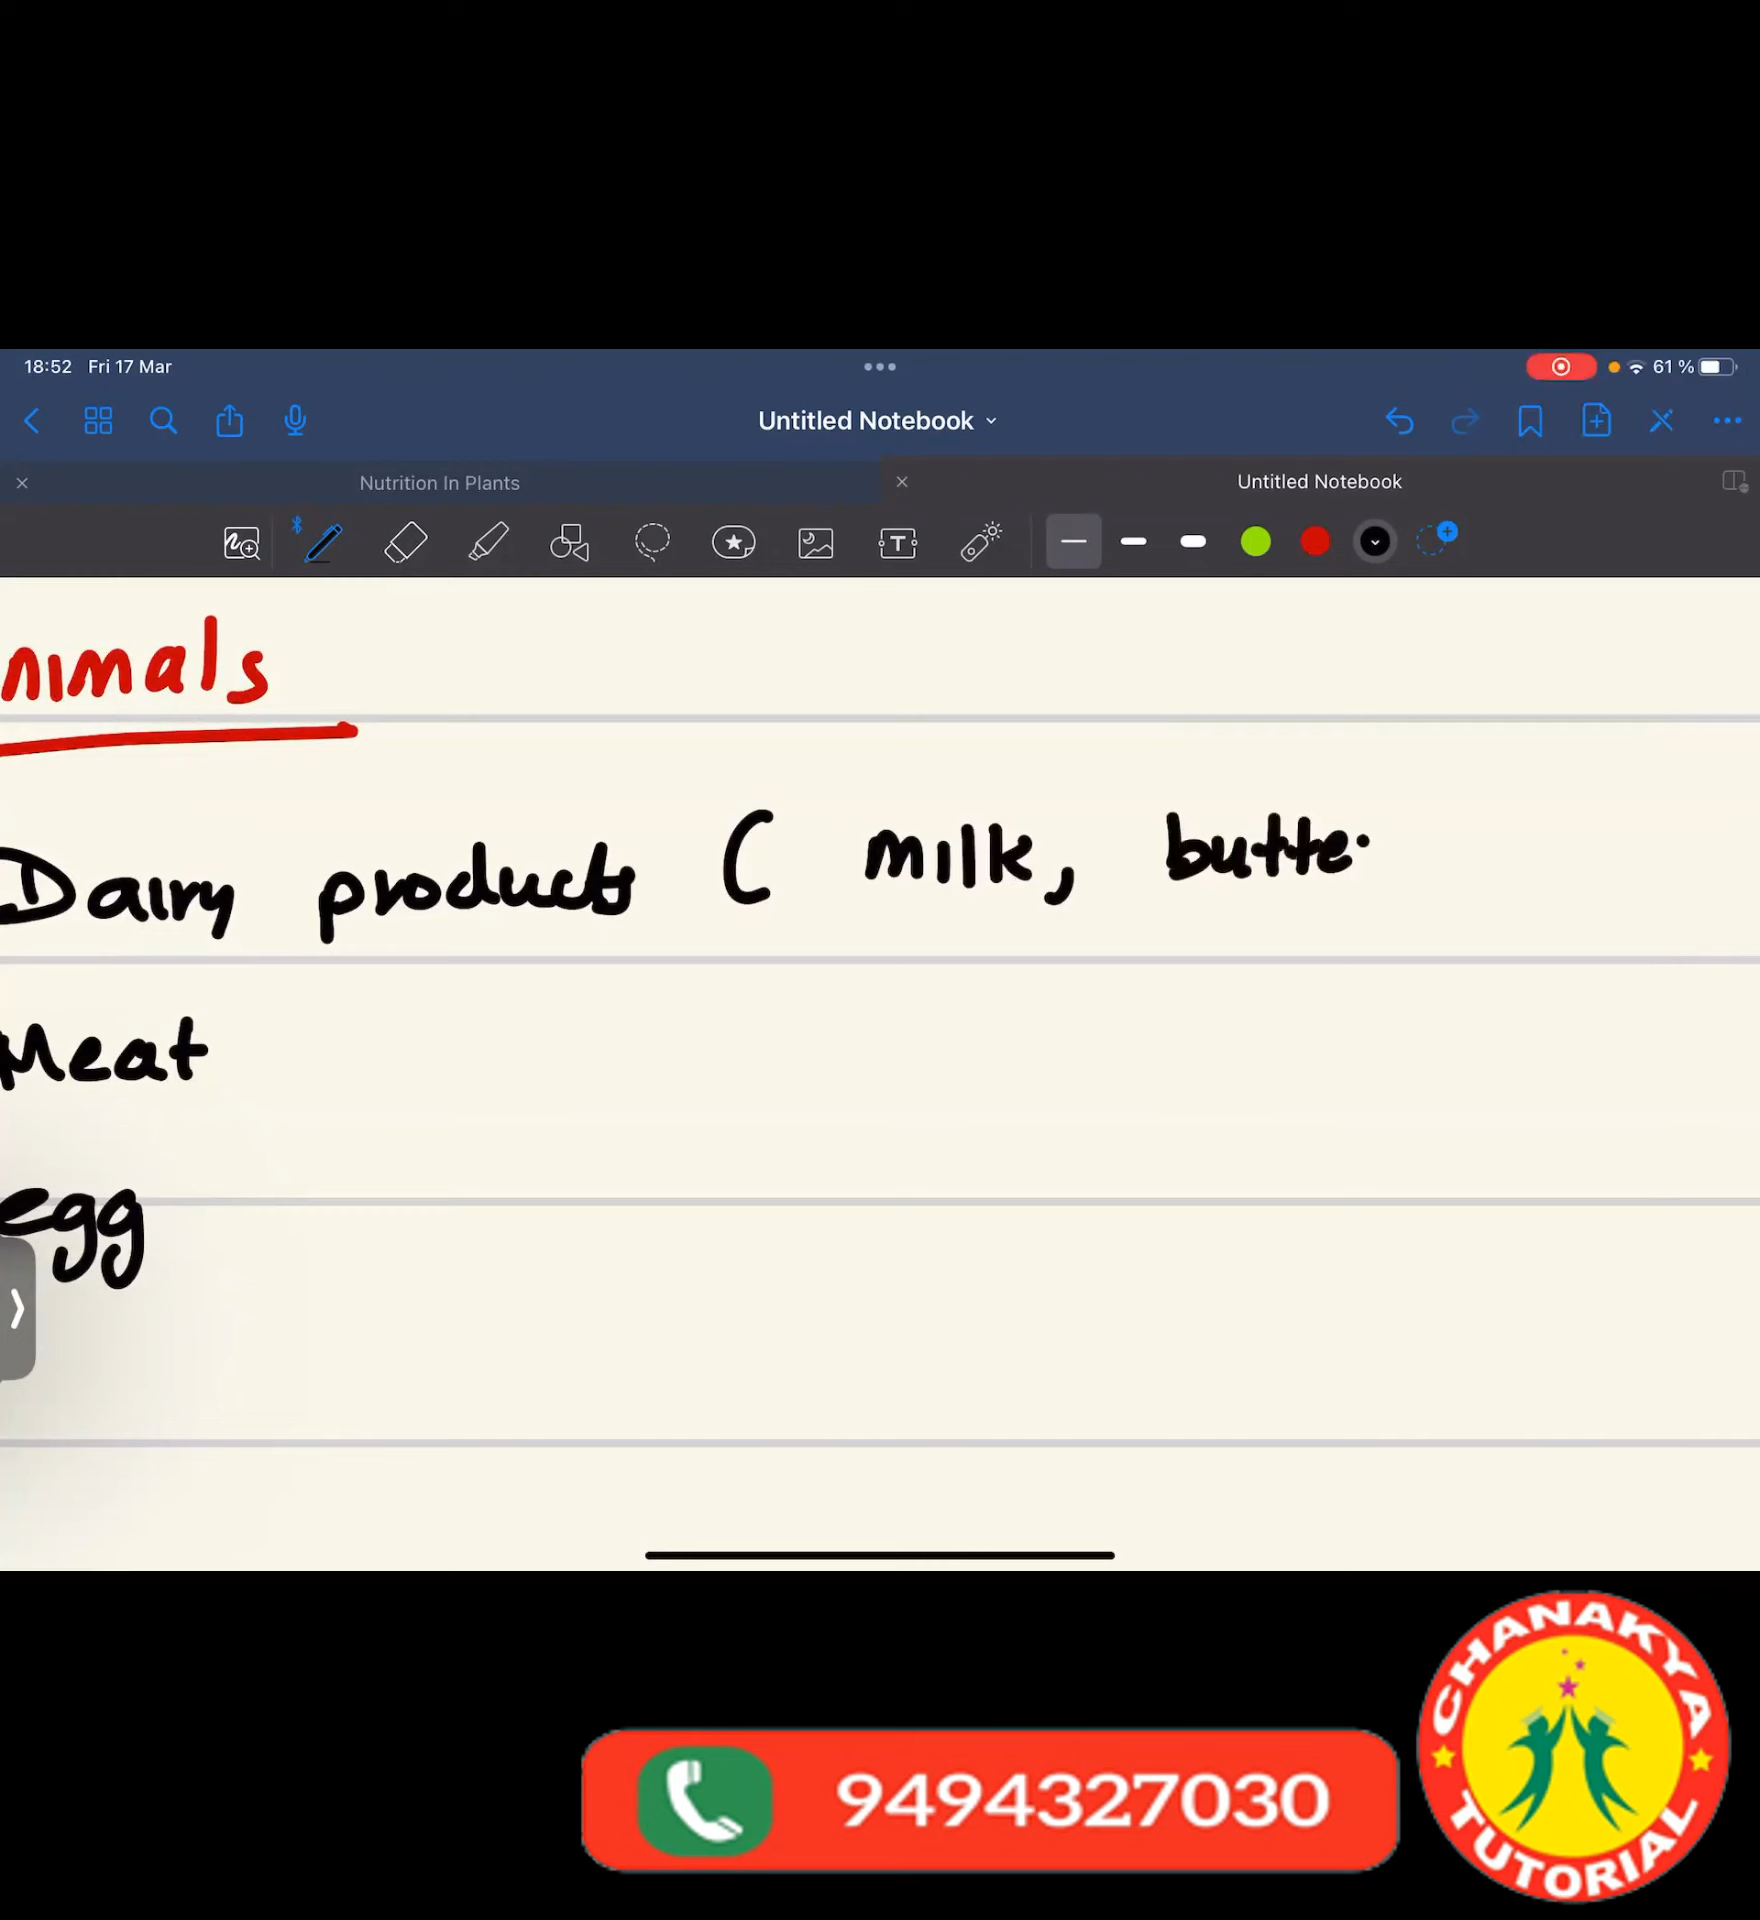 18:52 Fri 17 Mar
61 %
Untitled Notebook
Nutrition In Plants
Untitled Notebook
T
nimals
Dairy products ( milk, butte
Meat
egg
9494327030
CHANAKYA
TUTORIAL